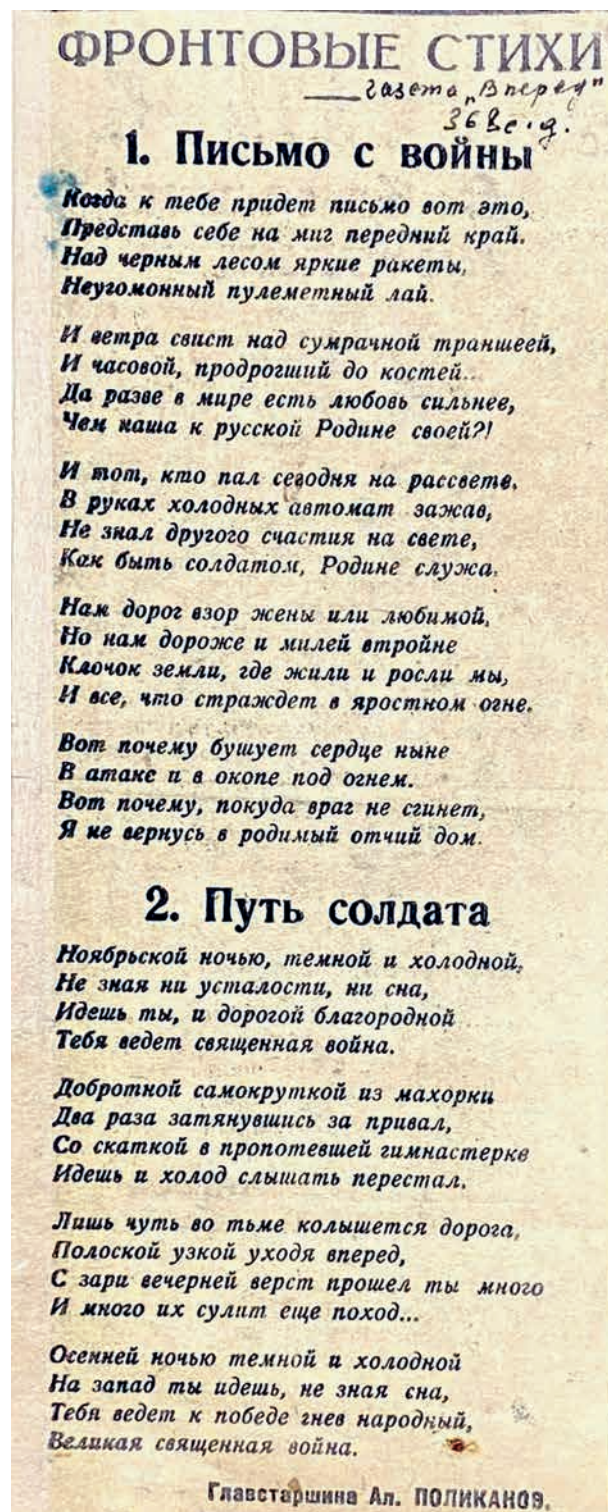 ФРОНТОВЫЕ СТИХИ
газета „Вперед"
1. Письмо с войны
Когда к тебе придет письмо вот это,
Представь себе на миг передний край.
Над черным лесом яркие ракеты,
Неугомонный пулеметный лай.
И ветра свист над сумрачной траншеей,
И часовой, продрогший до костей...
Да разве в мире есть любовь сильнее,
Чем наша к русской Родине своей?!
И тот, кто пал сегодня на рассвете,
В руках холодных автомат зажав,
Не знал другого счастия на свете,
Как быть солдатом, Родине служа.
Нам дорог взор жены или любимой,
Но нам дороже и милей втройне
Клочок земли, где жили и росли мы,
И все, что страждет в яростном огне.
Вот почему бушует сердце ныне
В атаке и в окопе под огнем.
Вот почему, покуда враг не сгинет,
Я не вернусь в родимый отчий дом.
2. Путь солдата
Ноябрьской ночью, темной и холодной,
Не зная ни усталости, ни сна,
Идешь ты, и дорогой благородной
Тебя ведет священная война.
Добротной самокруткой из махорки
Два раза затянувшись за привал,
Со скаткой в пропотевшей гимнастерке
Идешь и холод слышать перестал.
Лишь чуть во тьме колышется дорога,
Полоской узкой уходя вперед,
С зари вечерней верст прошел ты много
И много их сулит еще поход...
Осенней ночью темной и холодной
На запад ты идешь, не зная сна,
Тебя ведет к победе гнев народный,
Великая священная война.
Главстаршина Ал. ПОЛИКАНОВ.